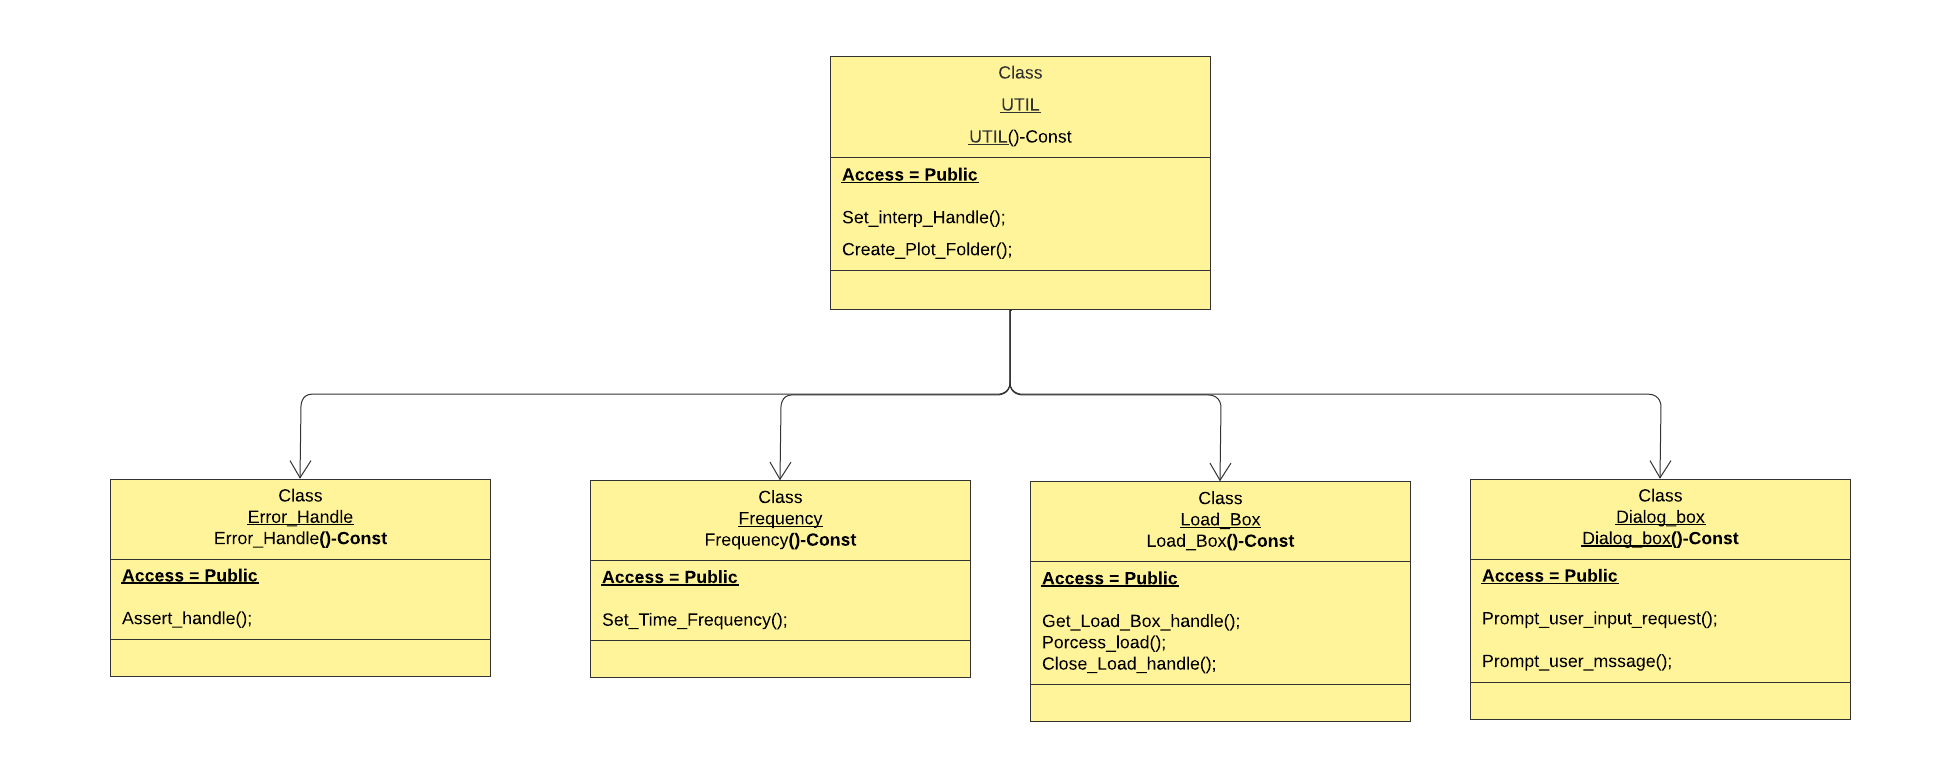 Class
UTIL
UTIL()-Const
Access = Public
Set_interp_Handle();
Create_Plot_Folder();
Class
Error_Handle
Error_Handle()-Const
Access = Public
Assert_handle();
Class
Frequency
Frequency()-Const
Access = Public
Set_Time_Frequency();
Class
Load_Box
Load_Box()-Const
Access = Public
Get_Load_Box_handle();
Porcess_load();
Close_Load_handle();
Class
Dialog_box
Dialog_box()-Const
Access = Public
Prompt_user_input_request();
Prompt_user_mssage();